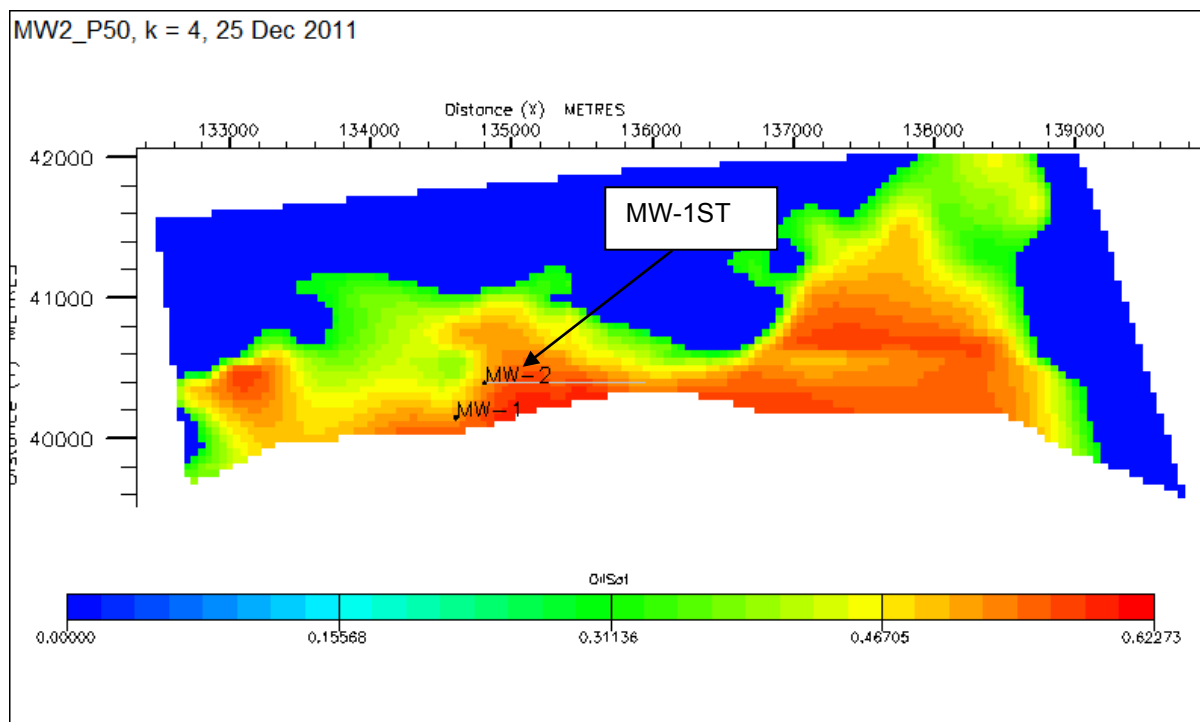 MW2_P50, k = 4, 25 Dec 2011
Distance (X) METRES
133000 134000 135000 136000 137000 138000 139000
42000
MW-1ST
41000
MW-2
MW-1
40000
OilSat
0.00000 0.15568 0.31136 0.46705 0.62273